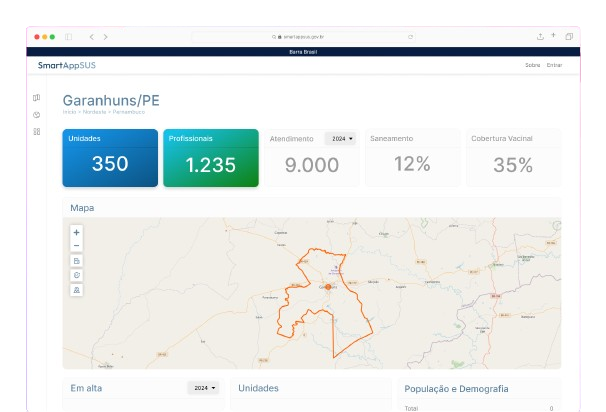 smartappsus.gov.br
Barra Brasil
SmartAppSUS
Sobre Entrar
Garanhuns/PE
Início > Nordeste > Pernambuco
Unidades
350
Profissionais
1.235
Atendimento 2024
9.000
Saneamento
12%
Cobertura Vacinal
35%
Mapa
+
−
Em alta 2024
Unidades
População e Demografia
Total 0